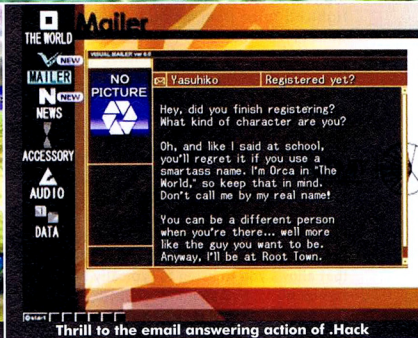 Mailer
THE WORLD
VISUAL MAILER ver 6.0
NEW
MAILER
NO PICTURE
Yasuhiko Registered yet?
NEW
NEWS
Hey, did you finish registering?
What kind of character are you?
Oh, and like I said at school,
you'll regret it if you use a
smartass name. I'm Orca in "The
World," so keep that in mind.
Don't call me by my real name!
You can be a different person
when you're there... well more
like the guy you want to be.
Anyway, I'll be at Root Town.
ACCESSORY
AUDIO
DATA
start
Thrill to the email answering action of .Hack